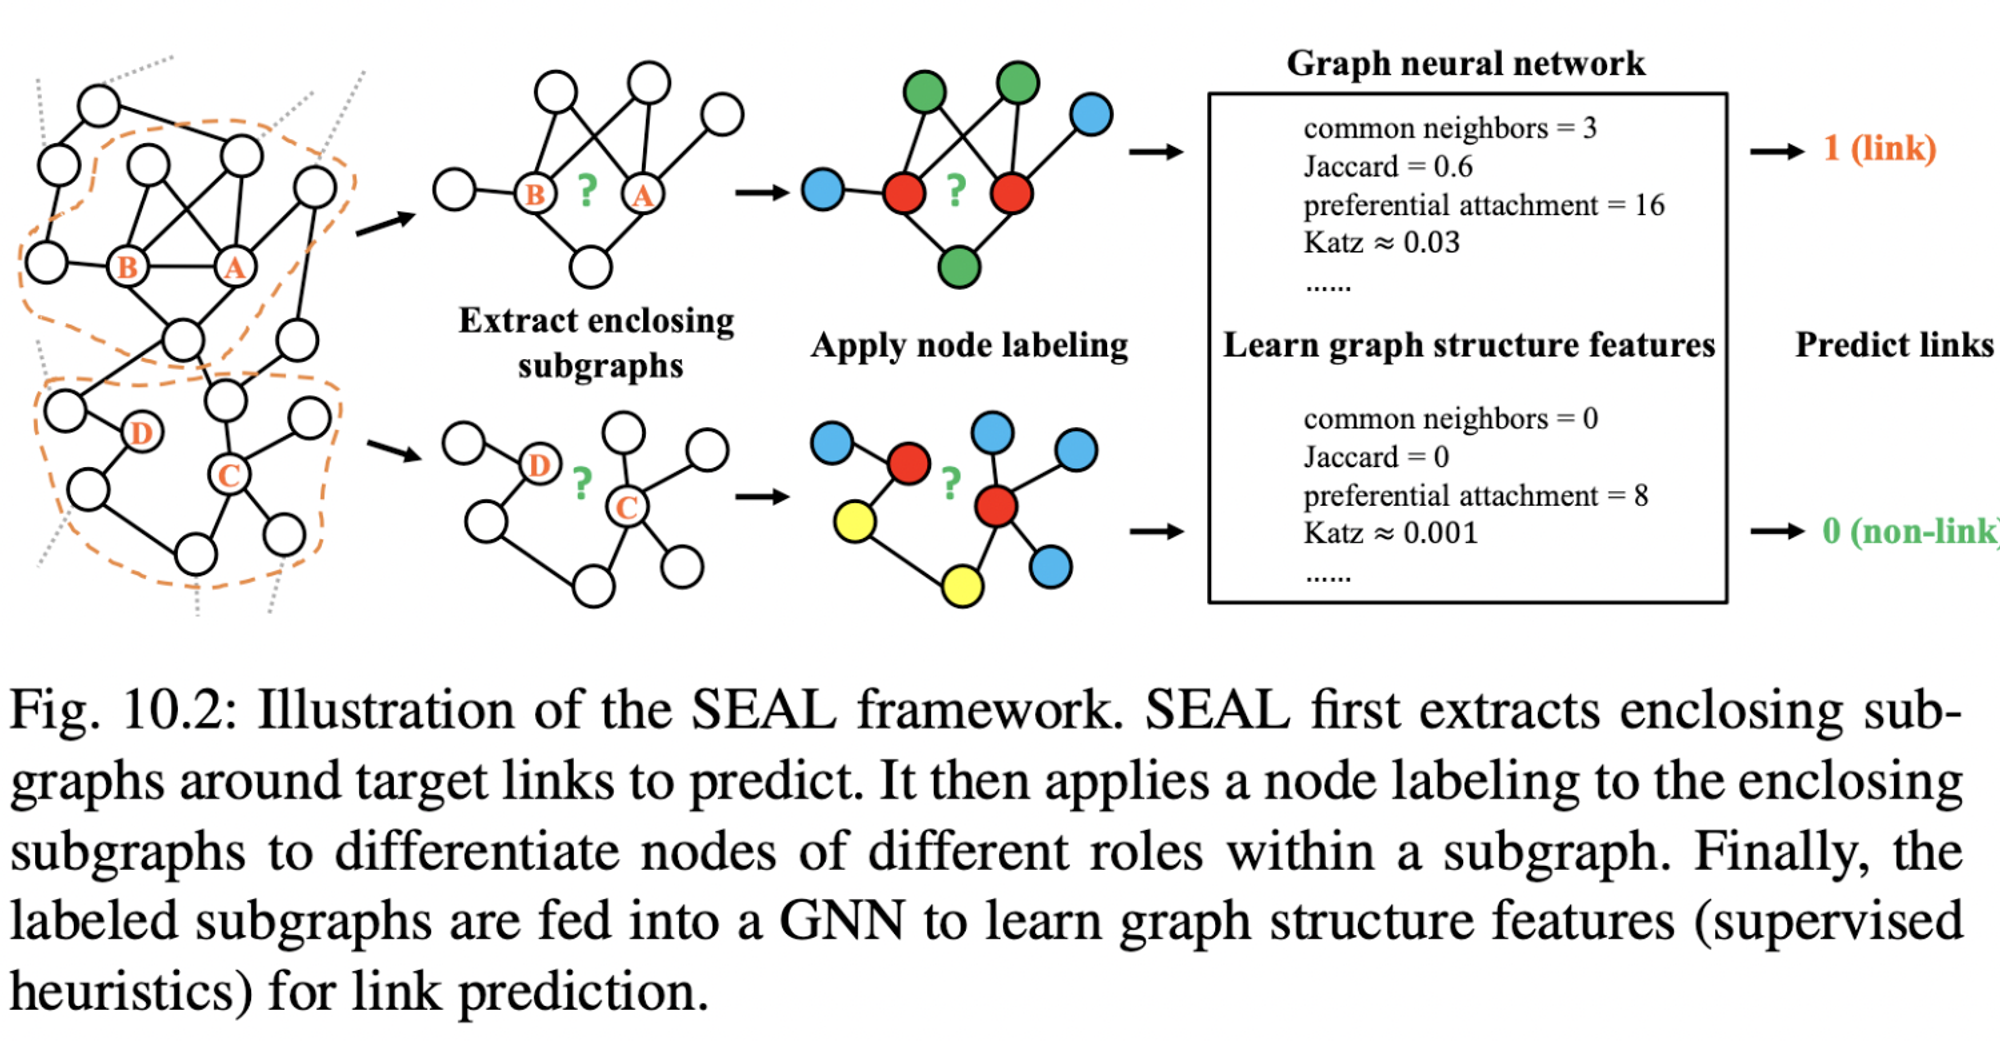 Graph neural network
common neighbors = 3
Jaccard = 0.6
preferential attachment = 16
Katz ≈ 0.03
......
1 (link)
B
A
B ? A
?
Extract enclosing
subgraphs
Apply node labeling
Learn graph structure features
Predict links
D
C
D ? C
?
common neighbors = 0
Jaccard = 0
preferential attachment = 8
Katz ≈ 0.001
......
0 (non-link)
Fig. 10.2: Illustration of the SEAL framework. SEAL first extracts enclosing sub-
graphs around target links to predict. It then applies a node labeling to the enclosing
subgraphs to differentiate nodes of different roles within a subgraph. Finally, the
labeled subgraphs are fed into a GNN to learn graph structure features (supervised
heuristics) for link prediction.